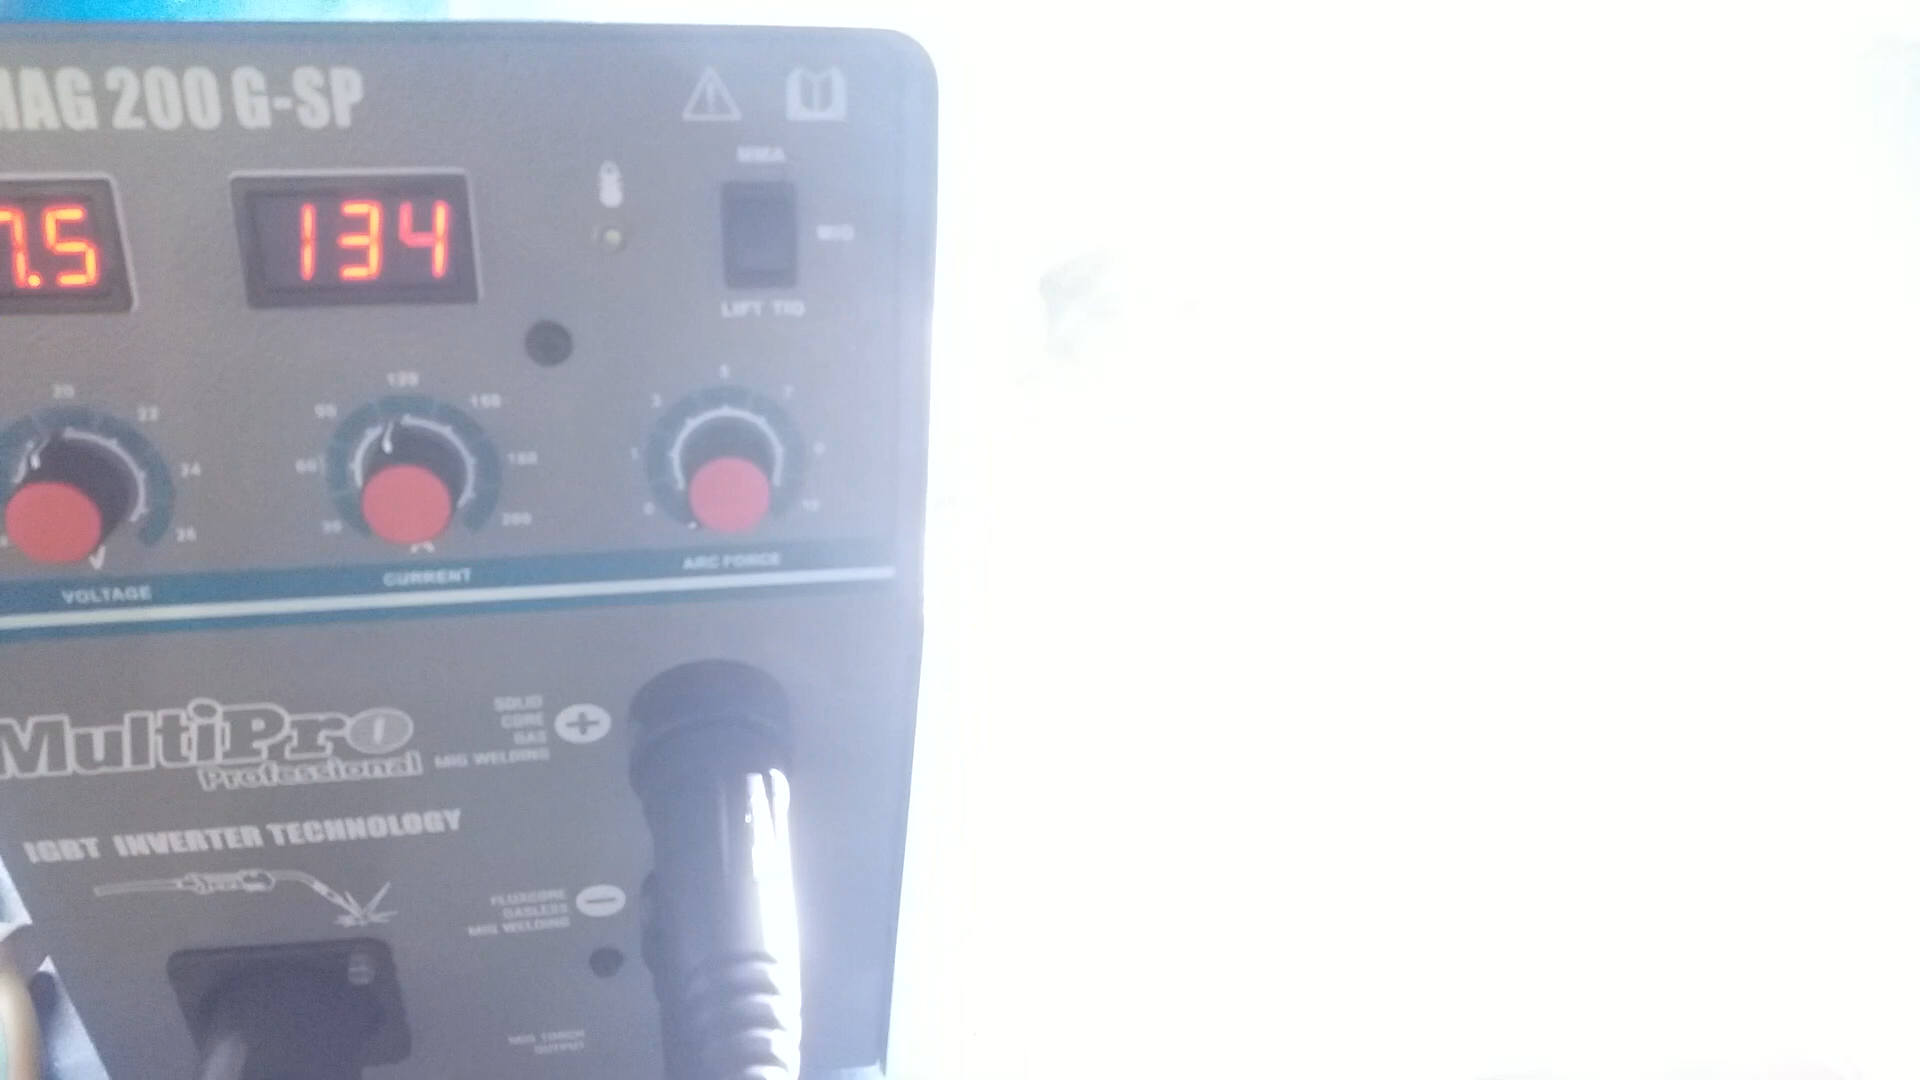 MAG 200 G-SP
MMA
7.5
134
MIG
LIFT TIG
20
22
24
26
90
120
150
60
180
30
200
5
3
7
1
9
0
10
V
A
VOLTAGE
CURRENT
ARC FORCE
MultiPro
Professional
SOLID
CORE
GAS
MIG WELDING
+
IGBT INVERTER TECHNOLOGY
FLUXCORE
GASLESS
MIG WELDING
−
MIG TORCH
OUTPUT